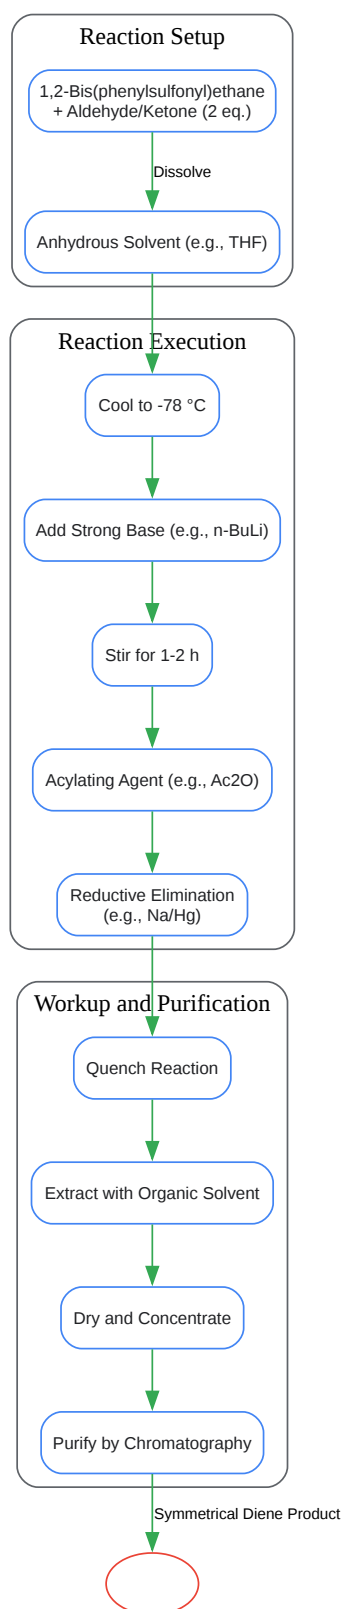 Reaction Setup
1,2-Bis(phenylsulfonyl)ethane
+ Aldehyde/Ketone (2 eq.)
Dissolve
Anhydrous Solvent (e.g., THF)
Reaction Execution
Cool to -78 °C
Add Strong Base (e.g., n-BuLi)
Stir for 1-2 h
Acylating Agent (e.g., Ac2O)
Reductive Elimination
(e.g., Na/Hg)
Workup and Purification
Quench Reaction
Extract with Organic Solvent
Dry and Concentrate
Purify by Chromatography
Symmetrical Diene Product